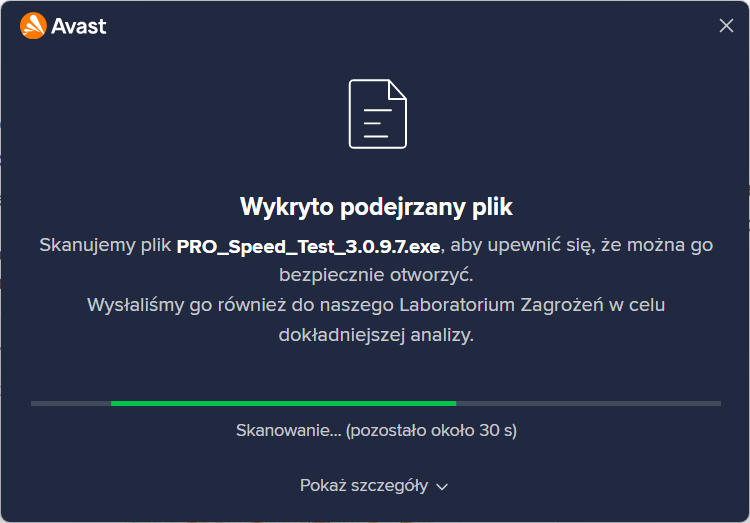 Avast
Wykryto podejrzany plik
Skanujemy plik PRO_Speed_Test_3.0.9.7.exe, aby upewnić się, że można go
bezpiecznie otworzyć.
Wysłaliśmy go również do naszego Laboratorium Zagrożeń w celu
dokładniejszej analizy.
Skanowanie... (pozostało około 30 s)
Pokaż szczegóły